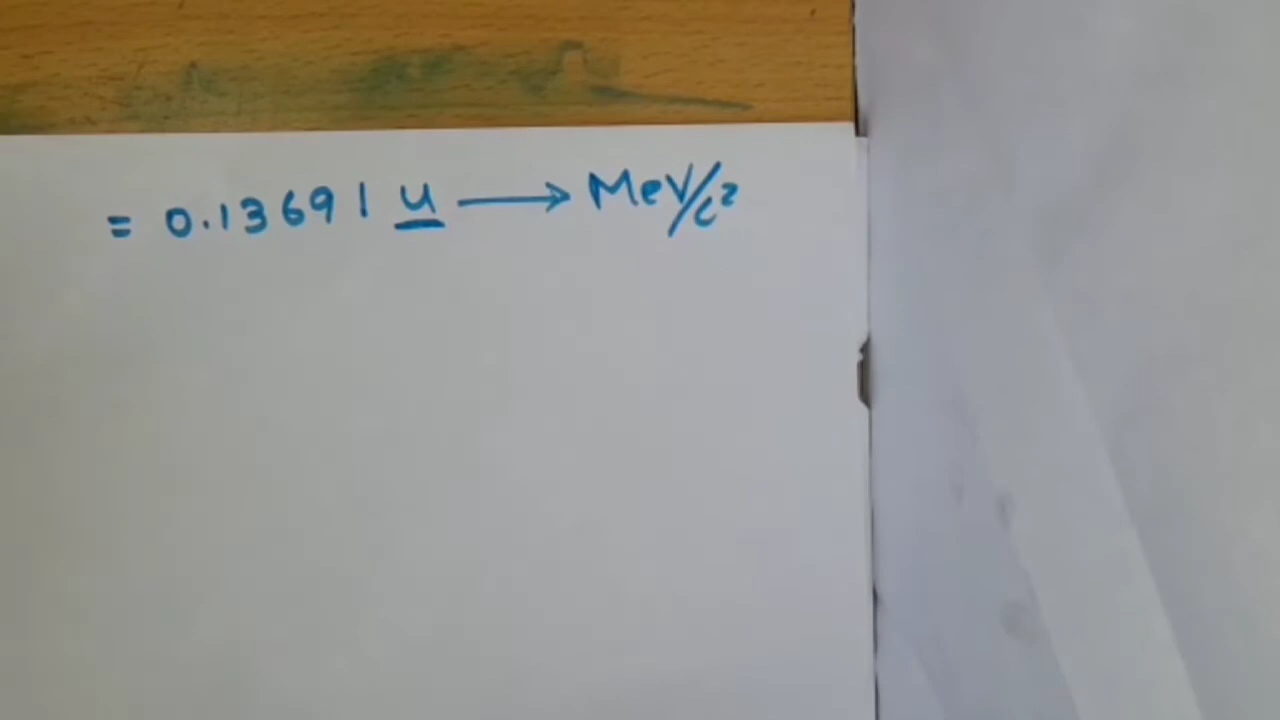 = 0.13691 u ⟶ MeV/c²